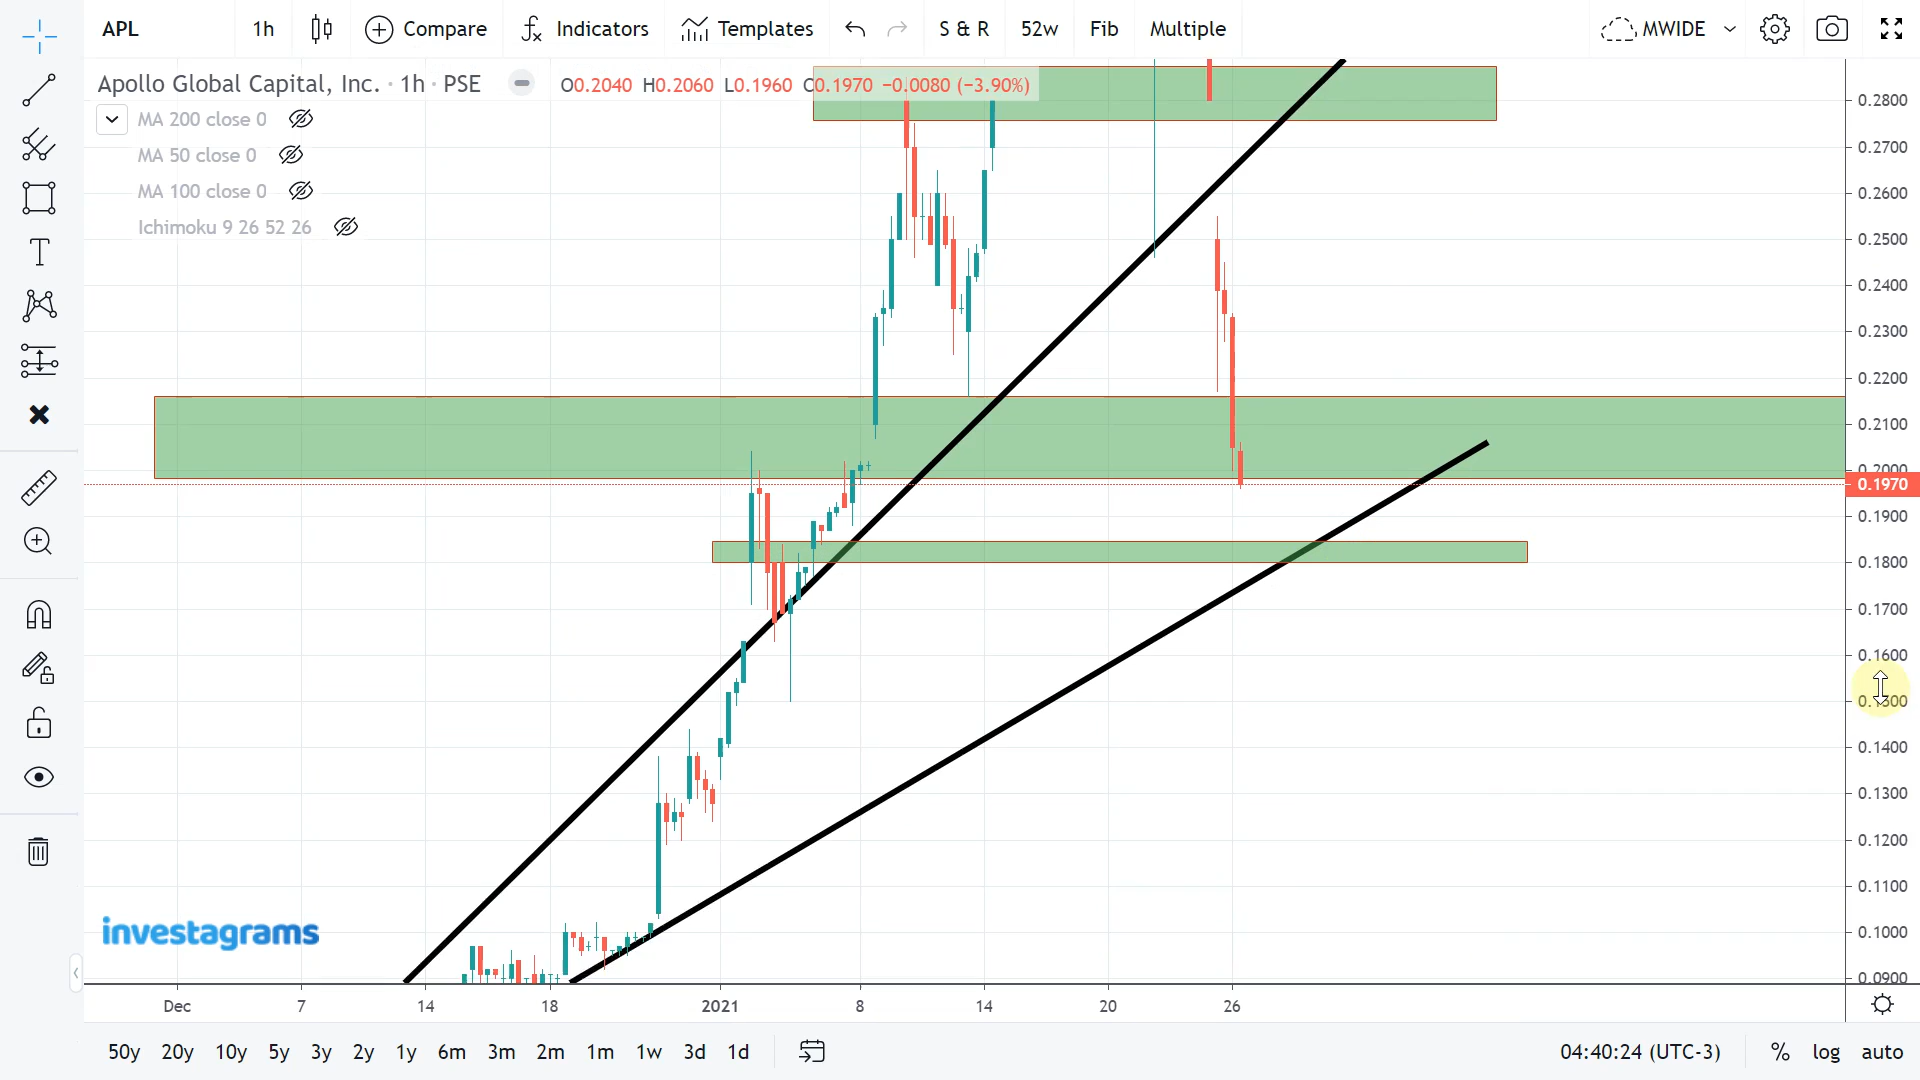 APL 1h Compare Indicators Templates S & R 52w Fib Multiple MWIDE
Apollo Global Capital, Inc. · 1h · PSE O0.2040 H0.2060 L0.1960 C0.1970 −0.0080 (−3.90%)
MA 200 close 0
MA 50 close 0
MA 100 close 0
Ichimoku 9 26 52 26
0.2800
0.2700
0.2600
0.2500
0.2400
0.2300
0.2200
0.2100
0.2000
0.1970
0.1900
0.1800
0.1700
0.1600
0.1500
0.1400
0.1300
0.1200
0.1100
0.1000
0.0900
investagrams
Dec 7 14 18 2021 8 14 20 26
50y 20y 10y 5y 3y 2y 1y 6m 3m 2m 1m 1w 3d 1d 04:40:24 (UTC-3) % log auto